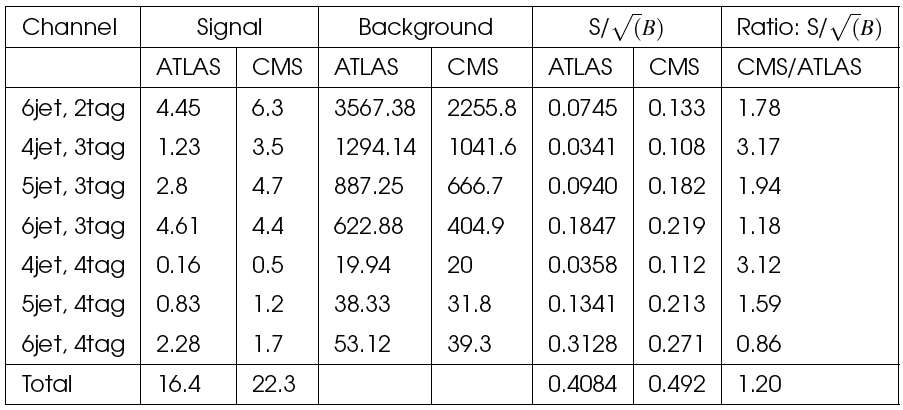 Channel Signal Background S/√(B) Ratio: S/√(B)
ATLAS CMS ATLAS CMS ATLAS CMS CMS/ATLAS
6jet, 2tag 4.45 6.3 3567.38 2255.8 0.0745 0.133 1.78
4jet, 3tag 1.23 3.5 1294.14 1041.6 0.0341 0.108 3.17
5jet, 3tag 2.8 4.7 887.25 666.7 0.0940 0.182 1.94
6jet, 3tag 4.61 4.4 622.88 404.9 0.1847 0.219 1.18
4jet, 4tag 0.16 0.5 19.94 20 0.0358 0.112 3.12
5jet, 4tag 0.83 1.2 38.33 31.8 0.1341 0.213 1.59
6jet, 4tag 2.28 1.7 53.12 39.3 0.3128 0.271 0.86
Total 16.4 22.3 0.4084 0.492 1.20